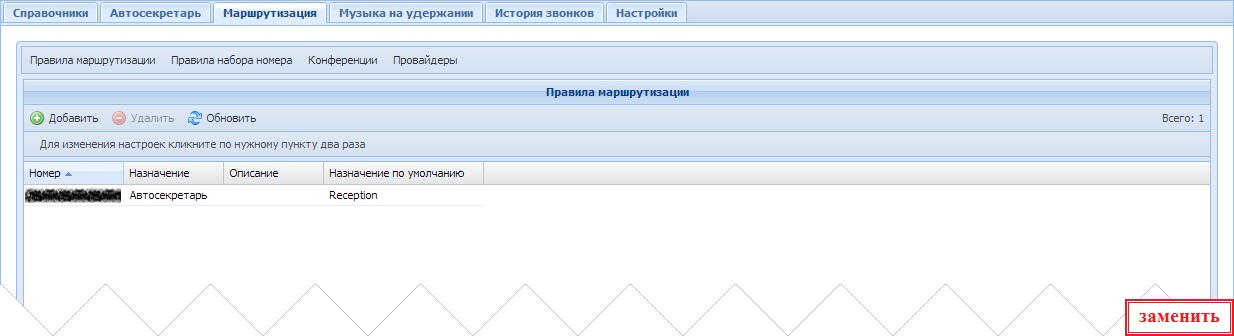 Справочники Автосекретарь Маршрутизация Музыка на удержании История звонков Настройки
Правила маршрутизации Правила набора номера Конференции Провайдеры
Правила маршрутизации
Добавить Удалить Обновить Всего: 1
Для изменения настроек кликните по нужному пункту два раза
Номер Назначение Описание Назначение по умолчанию
Автосекретарь Reception
заменить